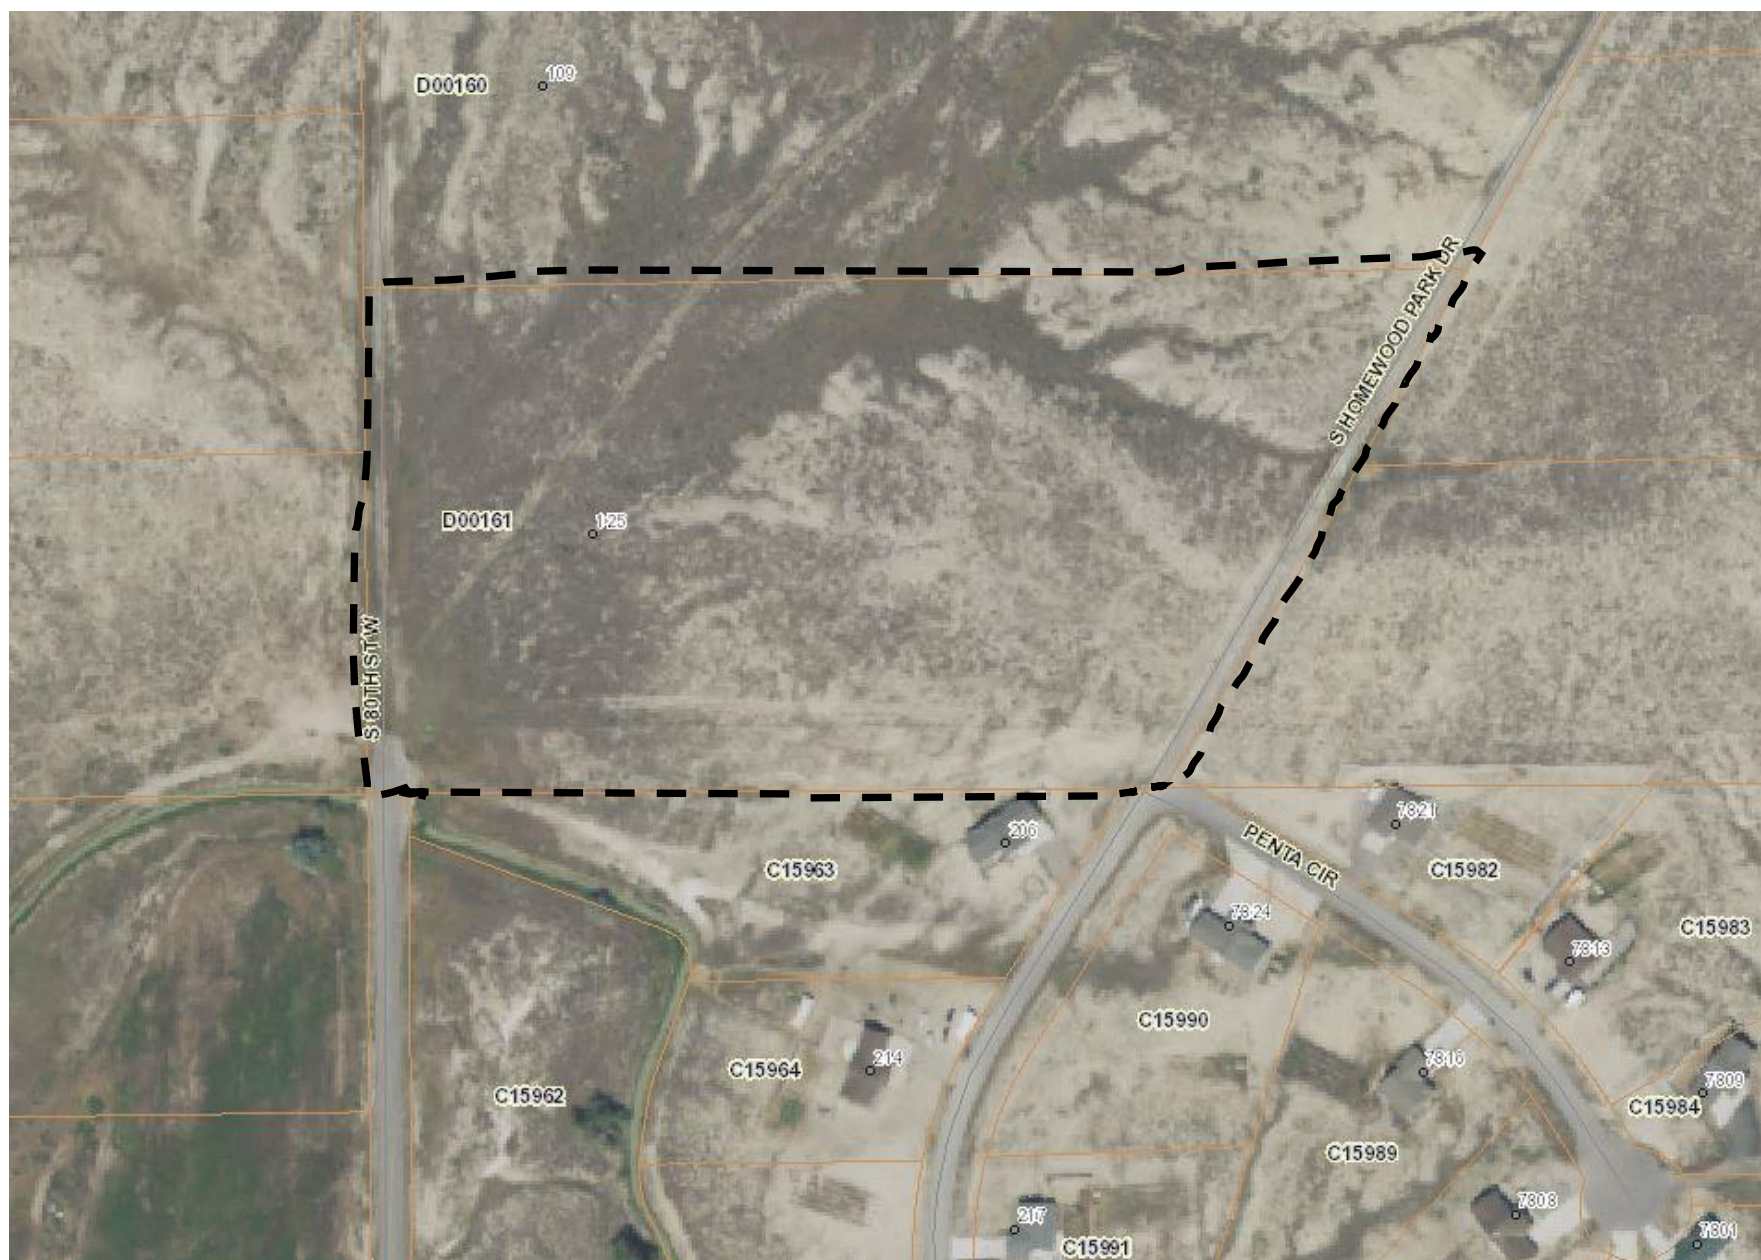 109
D00160
S HOMEWOOD PARK DR
D00161
125
S 80TH ST W
7821
206
PENTA CIR
C15963
C15982
7824
C15983
7813
C15990
214
C15964
7816
7809
C15962
C15984
C15989
7808
217
7801
C15991